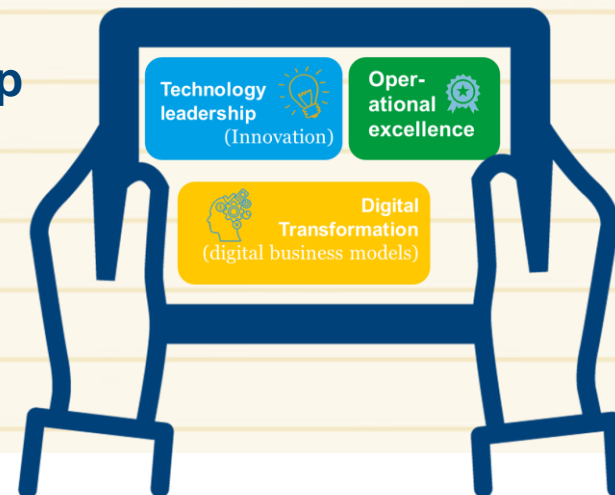 p
Technology
leadership
(Innovation)
Oper-
ational
excellence
Digital
Transformation
(digital business models)